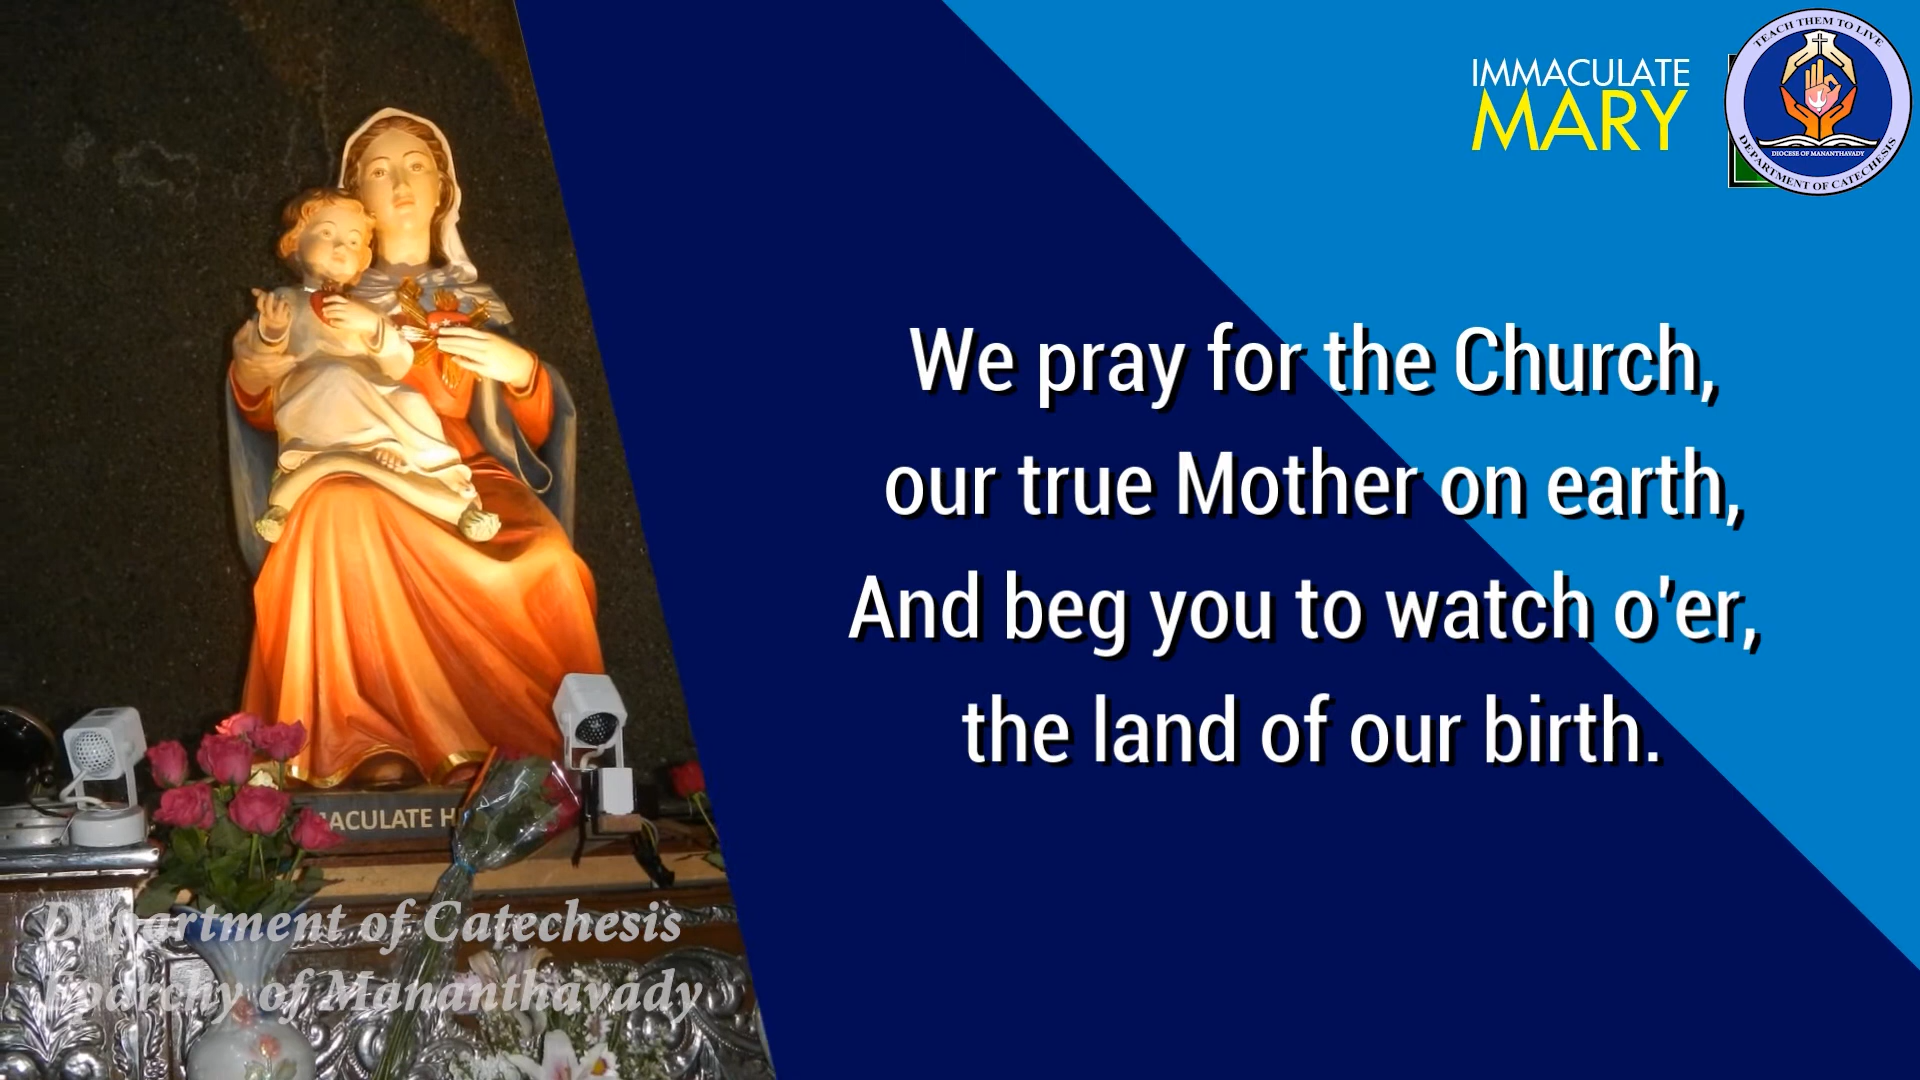 IMMACULATE
MARY
TEACH THEM TO LIVE
DIOCESE OF MANANTHAVADY
DEPARTMENT OF CATECHESIS
We pray for the Church,
our true Mother on earth,
And beg you to watch o'er,
the land of our birth.
MACULATE H
Department of Catechesis
Eparchy of Mananthavady